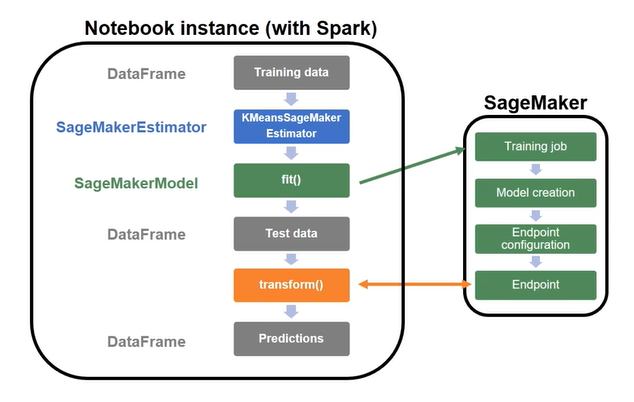 Notebook instance (with Spark)
DataFrame
Training data
SageMakerEstimator
KMeansSageMaker
Estimator
SageMakerModel
fit()
DataFrame
Test data
transform()
DataFrame
Predictions
SageMaker
Training job
Model creation
Endpoint
configuration
Endpoint